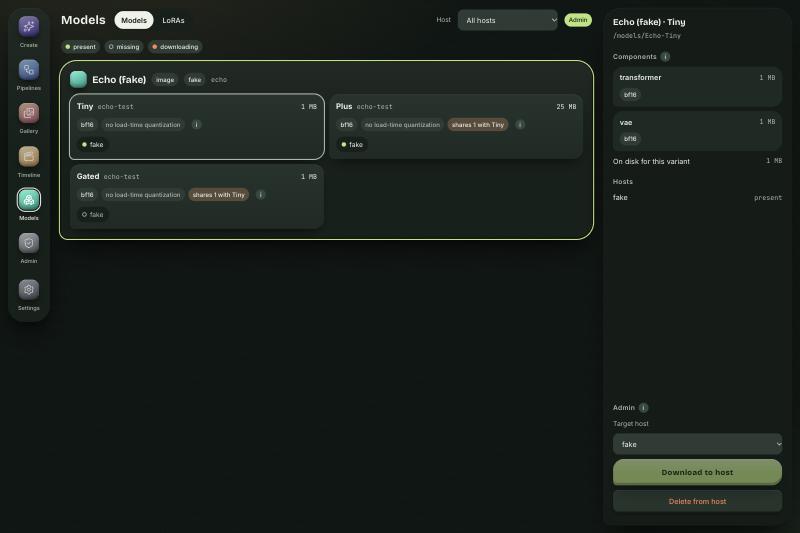 Models
Models
LoRAs
Host
All hosts
Admin
Create
Pipelines
Gallery
Timeline
Models
Admin
Settings
present
missing
downloading
Echo (fake)
image
fake
echo
Tiny echo-test 1 MB
bf16
no load-time quantization
i
fake
Plus echo-test 25 MB
bf16
no load-time quantization
shares 1 with Tiny
i
fake
Gated echo-test 1 MB
bf16
no load-time quantization
shares 1 with Tiny
i
fake
Echo (fake) · Tiny
/models/Echo-Tiny
Components i
transformer 1 MB
bf16
vae 1 MB
bf16
On disk for this variant 1 MB
Hosts
fake present
Admin i
Target host
fake
Download to host
Delete from host